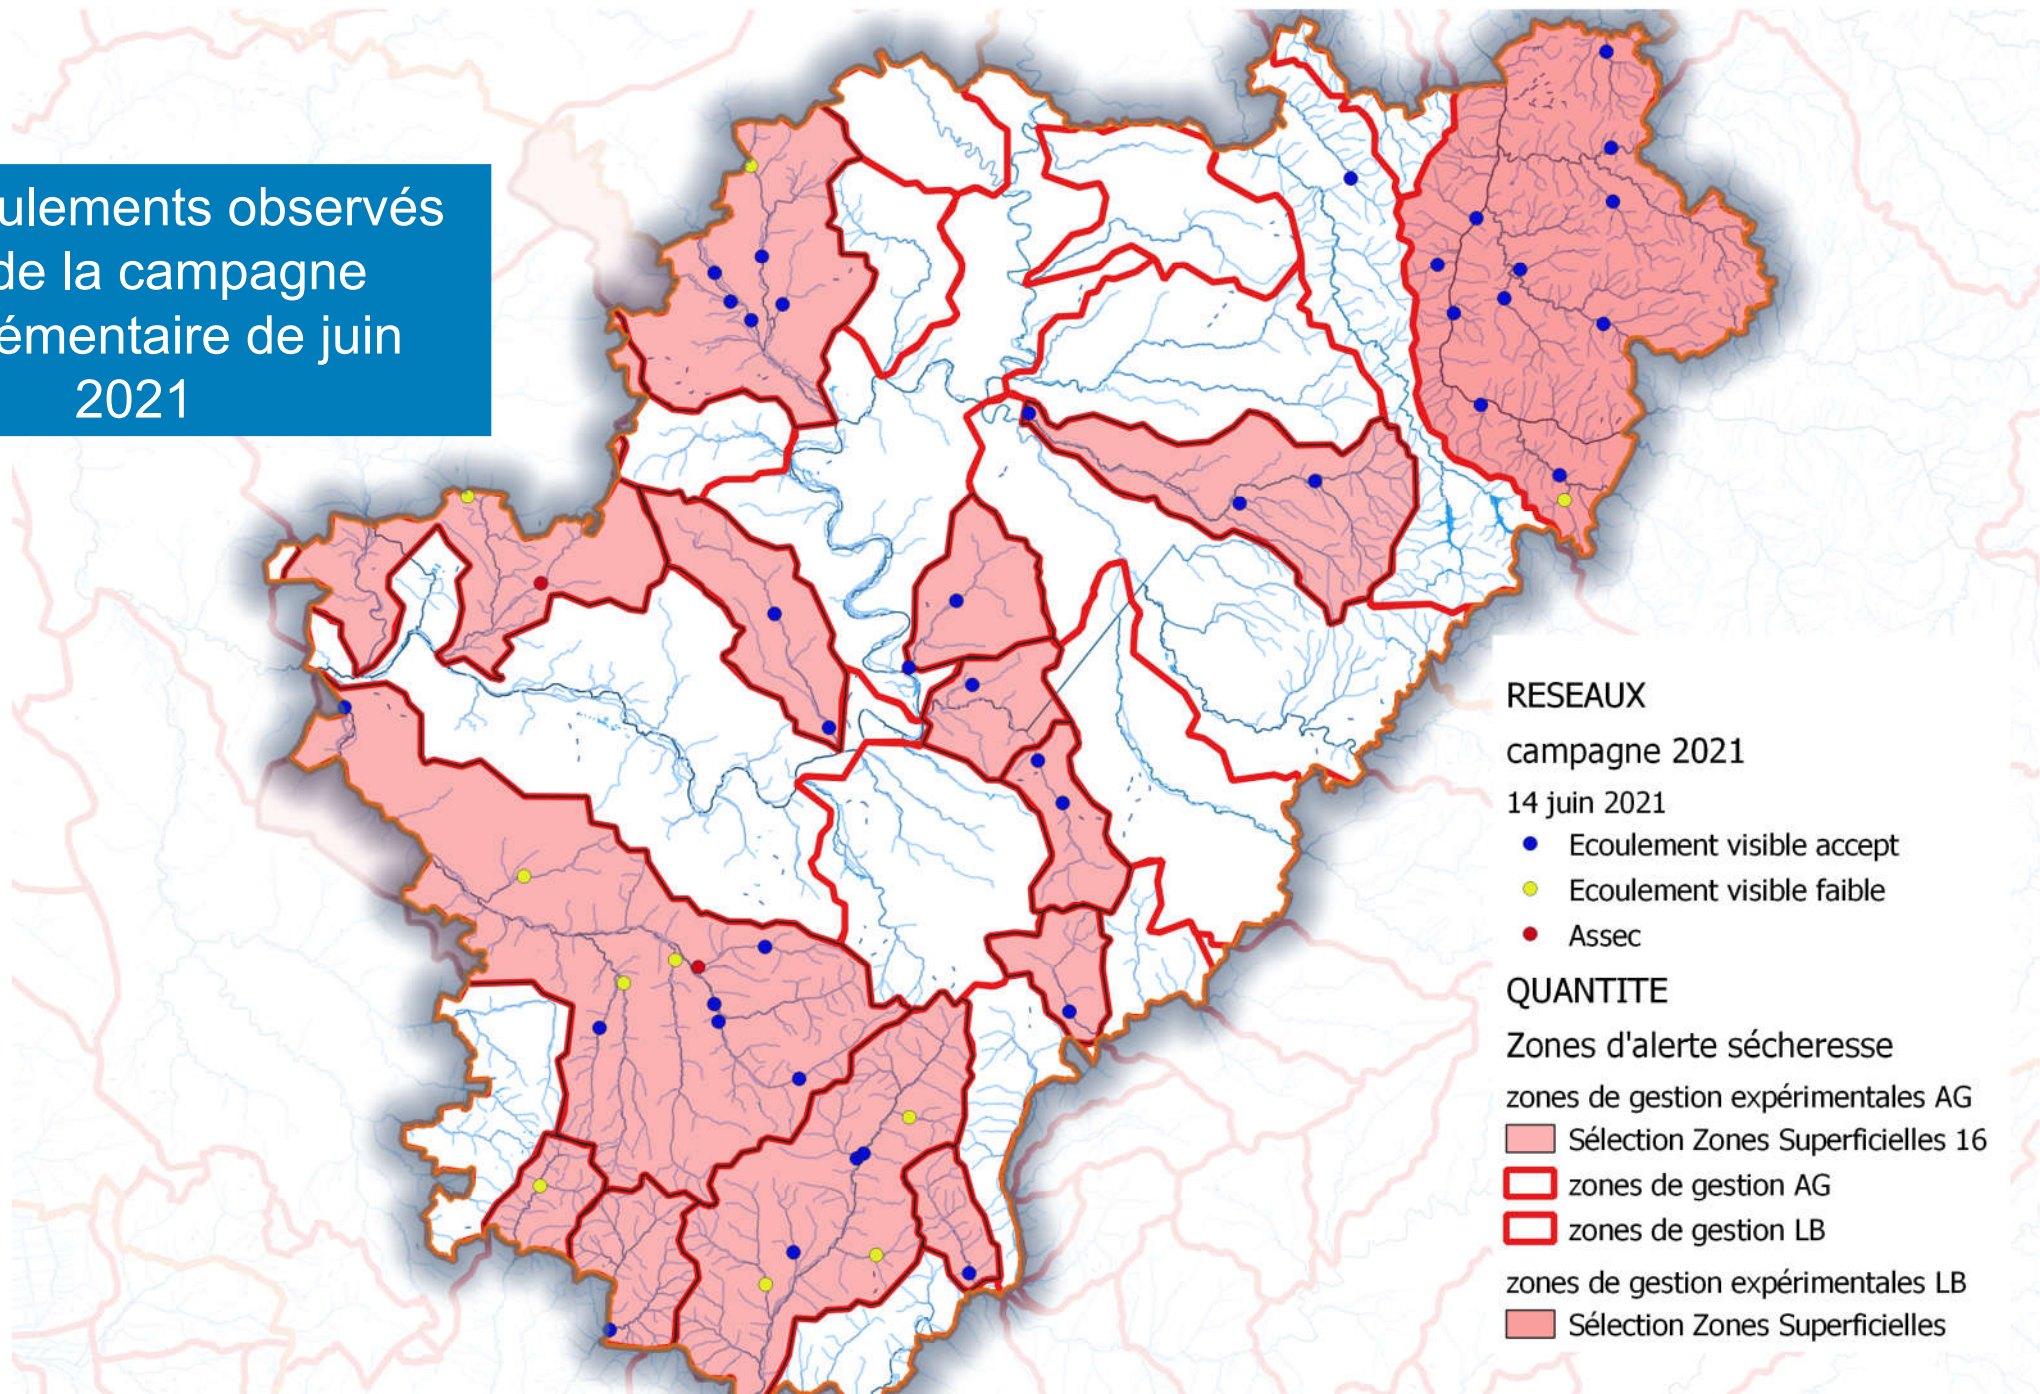 ulements observés
de la campagne
émentaire de juin
2021
RESEAUX
campagne 2021
14 juin 2021
Ecoulement visible accept
Ecoulement visible faible
Assec
QUANTITE
Zones d'alerte sécheresse
zones de gestion expérimentales AG
Sélection Zones Superficielles 16
zones de gestion AG
zones de gestion LB
zones de gestion expérimentales LB
Sélection Zones Superficielles